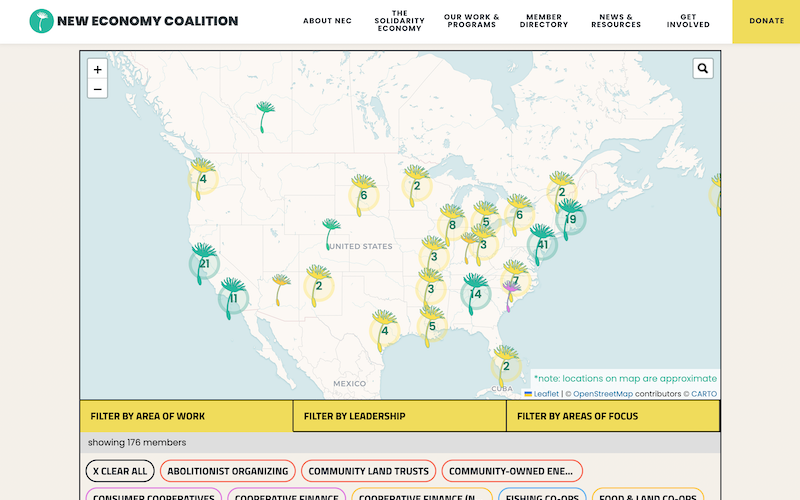 NEW ECONOMY COALITION
ABOUT NEC
THE
SOLIDARITY
ECONOMY
OUR WORK &
PROGRAMS
MEMBER
DIRECTORY
NEWS &
RESOURCES
GET
INVOLVED
DONATE
+
−
4
6
2
2
8
5
6
19
UNITED STATES
3
3
41
21
11
2
3
14
7
4
5
2
MEXICO
CUBA
*note: locations on map are approximate
Leaflet | © OpenStreetMap contributors © CARTO
FILTER BY AREA OF WORK
FILTER BY LEADERSHIP
FILTER BY AREAS OF FOCUS
showing 176 members
X CLEAR ALL
ABOLITIONIST ORGANIZING
COMMUNITY LAND TRUSTS
COMMUNITY-OWNED ENE...
CONSUMER COOPERATIVES
COOPERATIVE FINANCE
COOPERATIVE FINANCE (N...
FISHING CO-OPS
FOOD & LAND CO-OPS